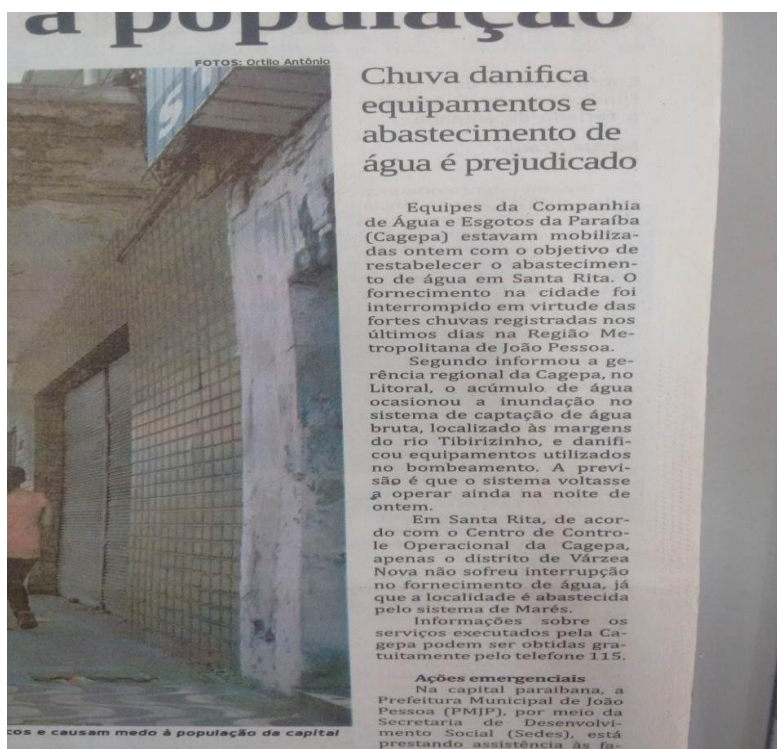 a população
FOTOS: Ortilo Antônio
Chuva danifica
equipamentos e
abastecimento de
água é prejudicado
Equipes da Companhia
de Água e Esgotos da Paraíba
(Cagepa) estavam mobiliza-
das ontem com o objetivo de
restabelecer o abastecimen-
to de água em Santa Rita. O
fornecimento na cidade foi
interrompido em virtude das
fortes chuvas registradas nos
últimos dias na Região Me-
tropolitana de João Pessoa.
Segundo informou a ge-
rência regional da Cagepa, no
Litoral, o acúmulo de água
ocasionou a inundação no
sistema de captação de água
bruta, localizado às margens
do rio Tibirizinho, e danifi-
cou equipamentos utilizados
no bombeamento. A previ-
são é que o sistema voltasse
a operar ainda na noite de
ontem.
Em Santa Rita, de acor-
do com o Centro de Contro-
le Operacional da Cagepa,
apenas o distrito de Várzea
Nova não sofreu interrupção
no fornecimento de água, já
que a localidade é abastecida
pelo sistema de Marés.
Informações sobre os
serviços executados pela Ca-
gepa podem ser obtidas gra-
tuitamente pelo telefone 115.
Ações emergenciais
Na capital paraibana, a
Prefeitura Municipal de João
Pessoa (PMJP), por meio da
Secretaria de Desenvolvi-
mento Social (Sedes), está
prestando assistência às fa-
cos e causam medo à população da capital